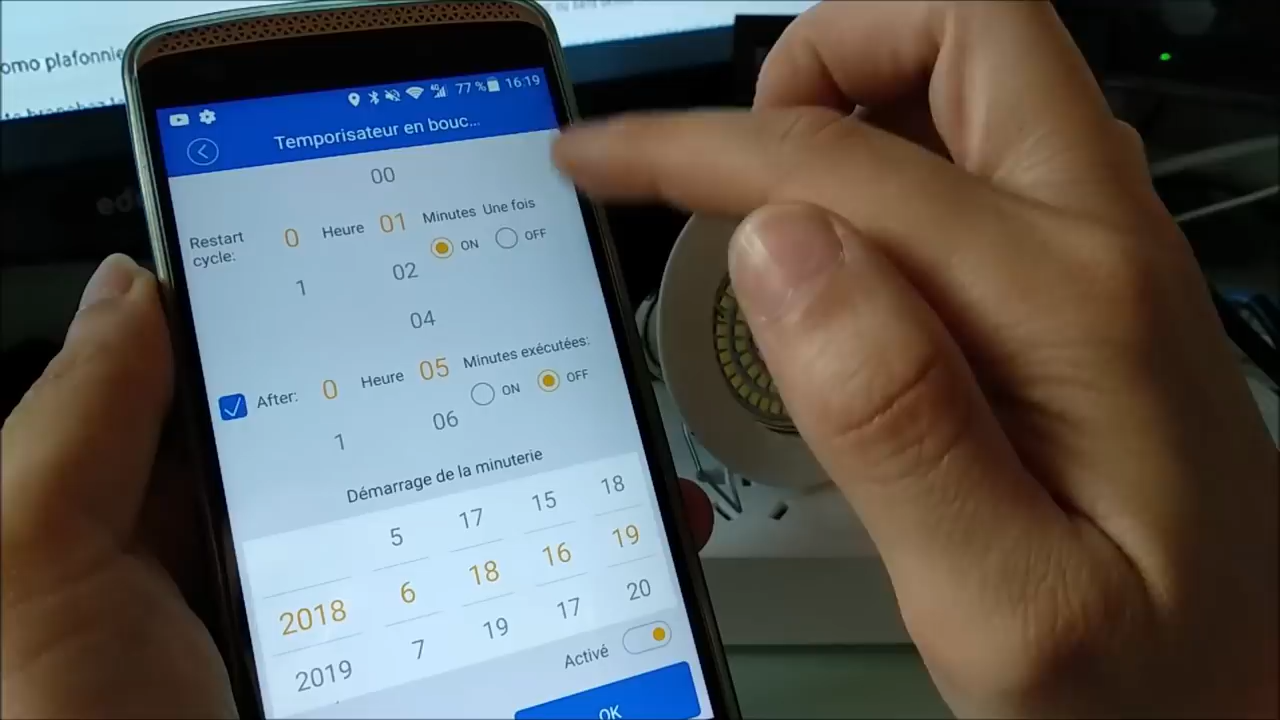 omo plafonnie
77 % 16:19
Temporisateur en bouc...
00
Restart cycle: 0 Heure 01 Minutes Une fois
ON OFF
1 02
04
After: 0 Heure 05 Minutes exécutées:
ON OFF
1 06
Démarrage de la minuterie
5 17 15 18
2018 6 18 16 19
2019 7 19 17 20
Activé
OK